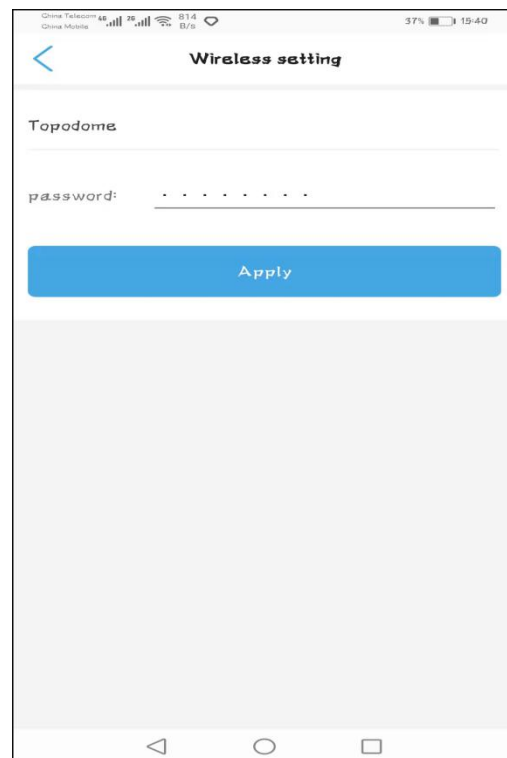 China Telecom 4G 2G 814 37% 15:40
China Mobile B/s
Wireless setting
Topodome
password: ········
Apply